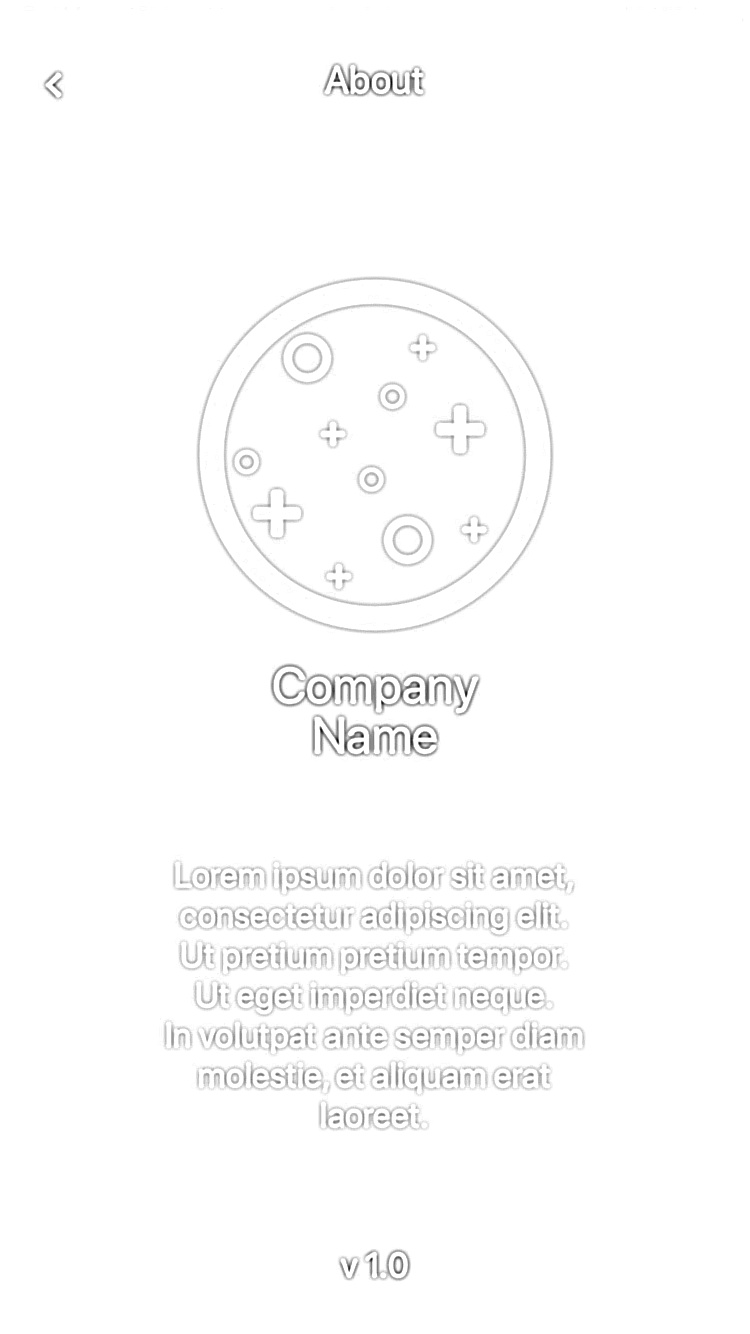 About
Company
Name
Lorem ipsum dolor sit amet,
consectetur adipiscing elit.
Ut pretium pretium tempor.
Ut eget imperdiet neque.
In volutpat ante semper diam
molestie, et aliquam erat
laoreet.
v 1.0